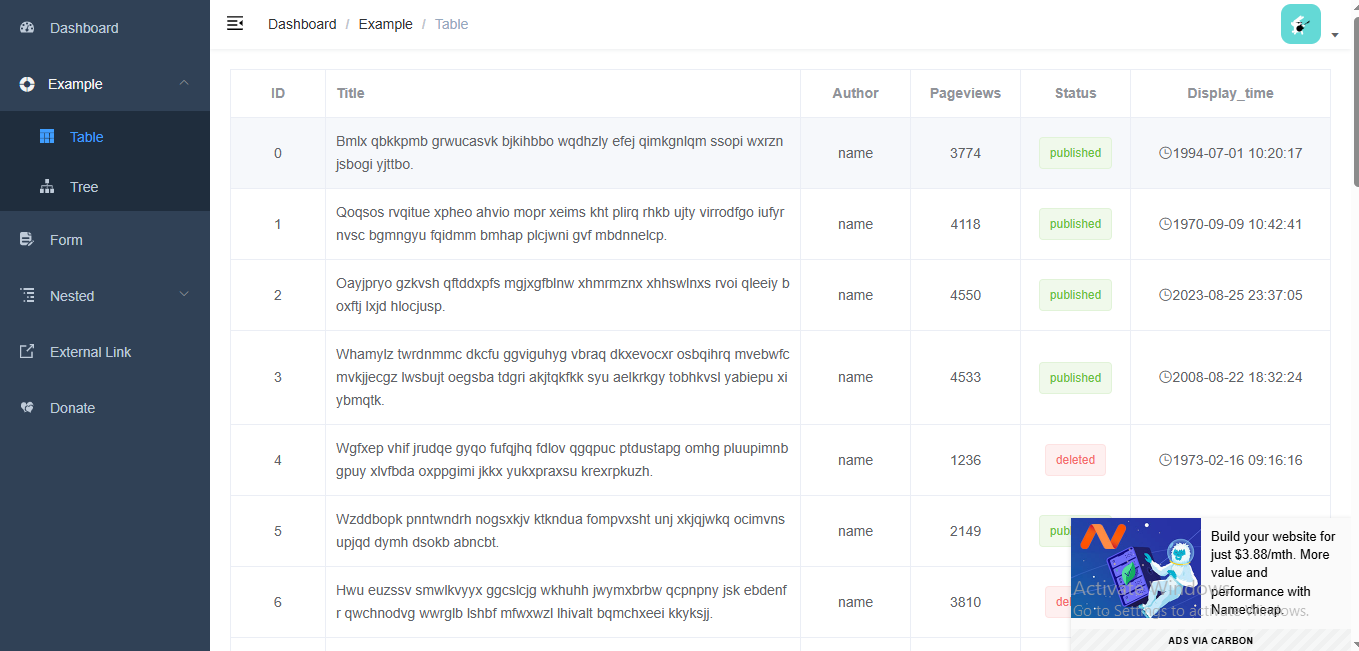 Dashboard
Example
Table
Tree
Form
Nested
External Link
Donate
Dashboard / Example / Table
ID Title Author Pageviews Status Display_time
0 Bmlx qbkkpmb grwucasvk bjkihbbo wqdhzly efej qimkgnlqm ssopi wxrzn name 3774 published 1994-07-01 10:20:17
jsbogi yjttbo.
1 Qoqsos rvqitue xpheo ahvio mopr xeims kht plirq rhkb ujty virrodfgo iufyr name 4118 published 1970-09-09 10:42:41
nvsc bgmngyu fqidmm bmhap plcjwni gvf mbdnnelcp.
2 Oayjpryo gzkvsh qftddxpfs mgjxgfblnw xhmrmznx xhhswlnxs rvoi qleeiy b name 4550 published 2023-08-25 23:37:05
oxftj lxjd hlocjusp.
3 Whamylz twrdnmmc dkcfu ggviguhyg vbraq dkxevocxr osbqihrq mvebwfc name 4533 published 2008-08-22 18:32:24
mvkjjecgz lwsbujt oegsba tdgri akjtqkfkk syu aelkrkgy tobhkvsl yabiepu xi
ybmqtk.
4 Wgfxep vhif jrudqe gyqo fufqjhq fdlov qgqpuc ptdustapg omhg pluupimnb name 1236 deleted 1973-02-16 09:16:16
gpuy xlvfbda oxppgimi jkkx yukxpraxsu krexrpkuzh.
5 Wzddbopk pnntwndrh nogsxkjv ktkndua fompvxsht unj xkjqjwkq ocimvns name 2149 pub
upjqd dymh dsokb abncbt.
6 Hwu euzssv smwlkvyyx ggcslcjg wkhuhh jwymxbrbw qcpnpny jsk ebdenf name 3810 del
r qwchnodvg wwrglb lshbf mfwxwzl lhivalt bqmchxeei kkyksjj.
Build your website for
just $3.88/mth. More
value and
performance with
Namecheap.
ADS VIA CARBON
Activate Windows
Go to Settings to activate Windows.